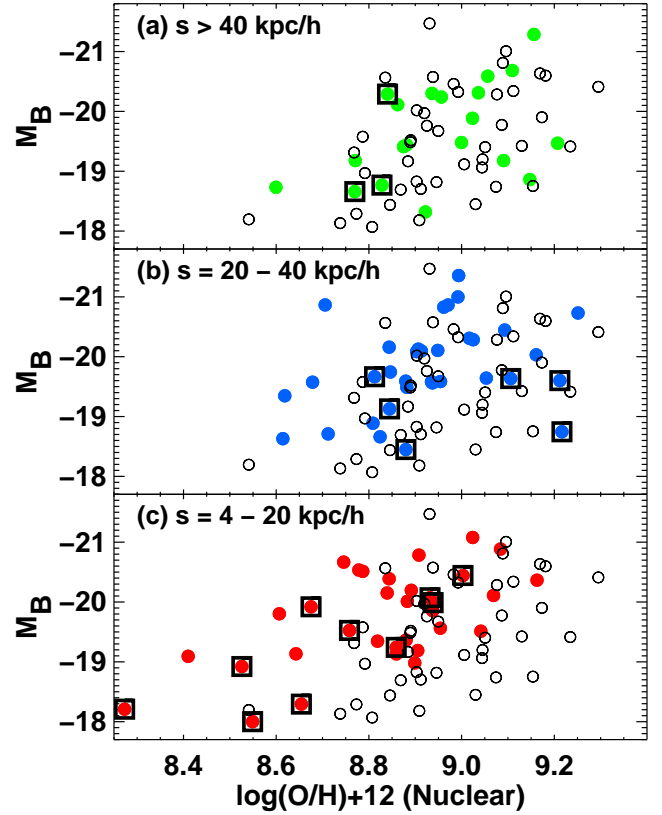 (a) s > 40 kpc/h
−21
−20
−19
−18
M_B
(b) s = 20 − 40 kpc/h
−21
−20
−19
−18
M_B
(c) s = 4 − 20 kpc/h
−21
−20
−19
−18
M_B
8.4 8.6 8.8 9.0 9.2
log(O/H)+12 (Nuclear)